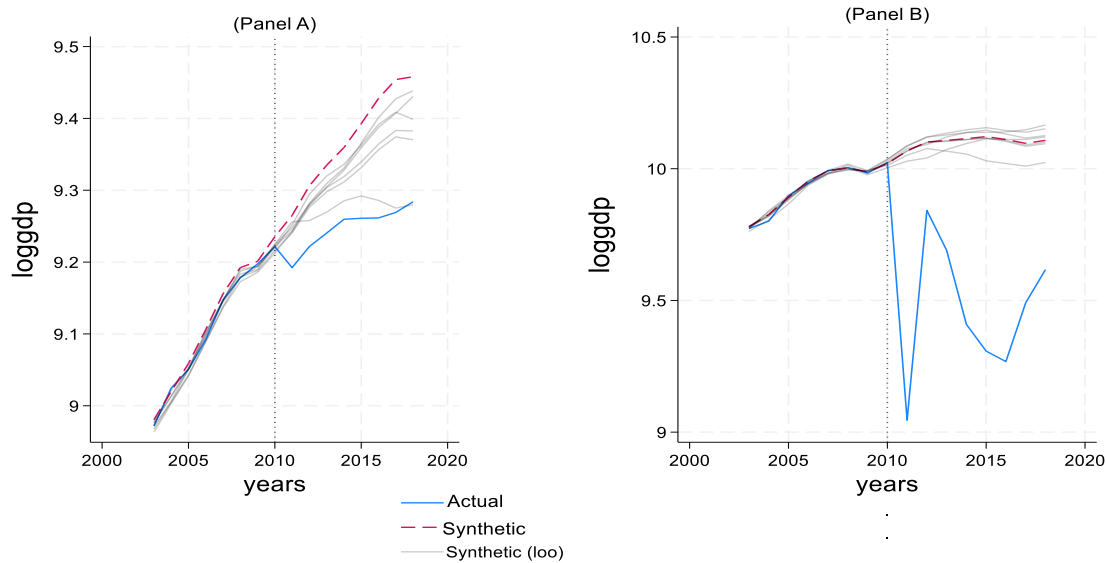 (Panel A)
9.5
9.4
9.3
9.2
9.1
9
loggdp
2000 2005 2010 2015 2020
years
(Panel B)
10.5
10
9.5
9
loggdp
2000 2005 2010 2015 2020
years
Actual
Synthetic
Synthetic (loo)